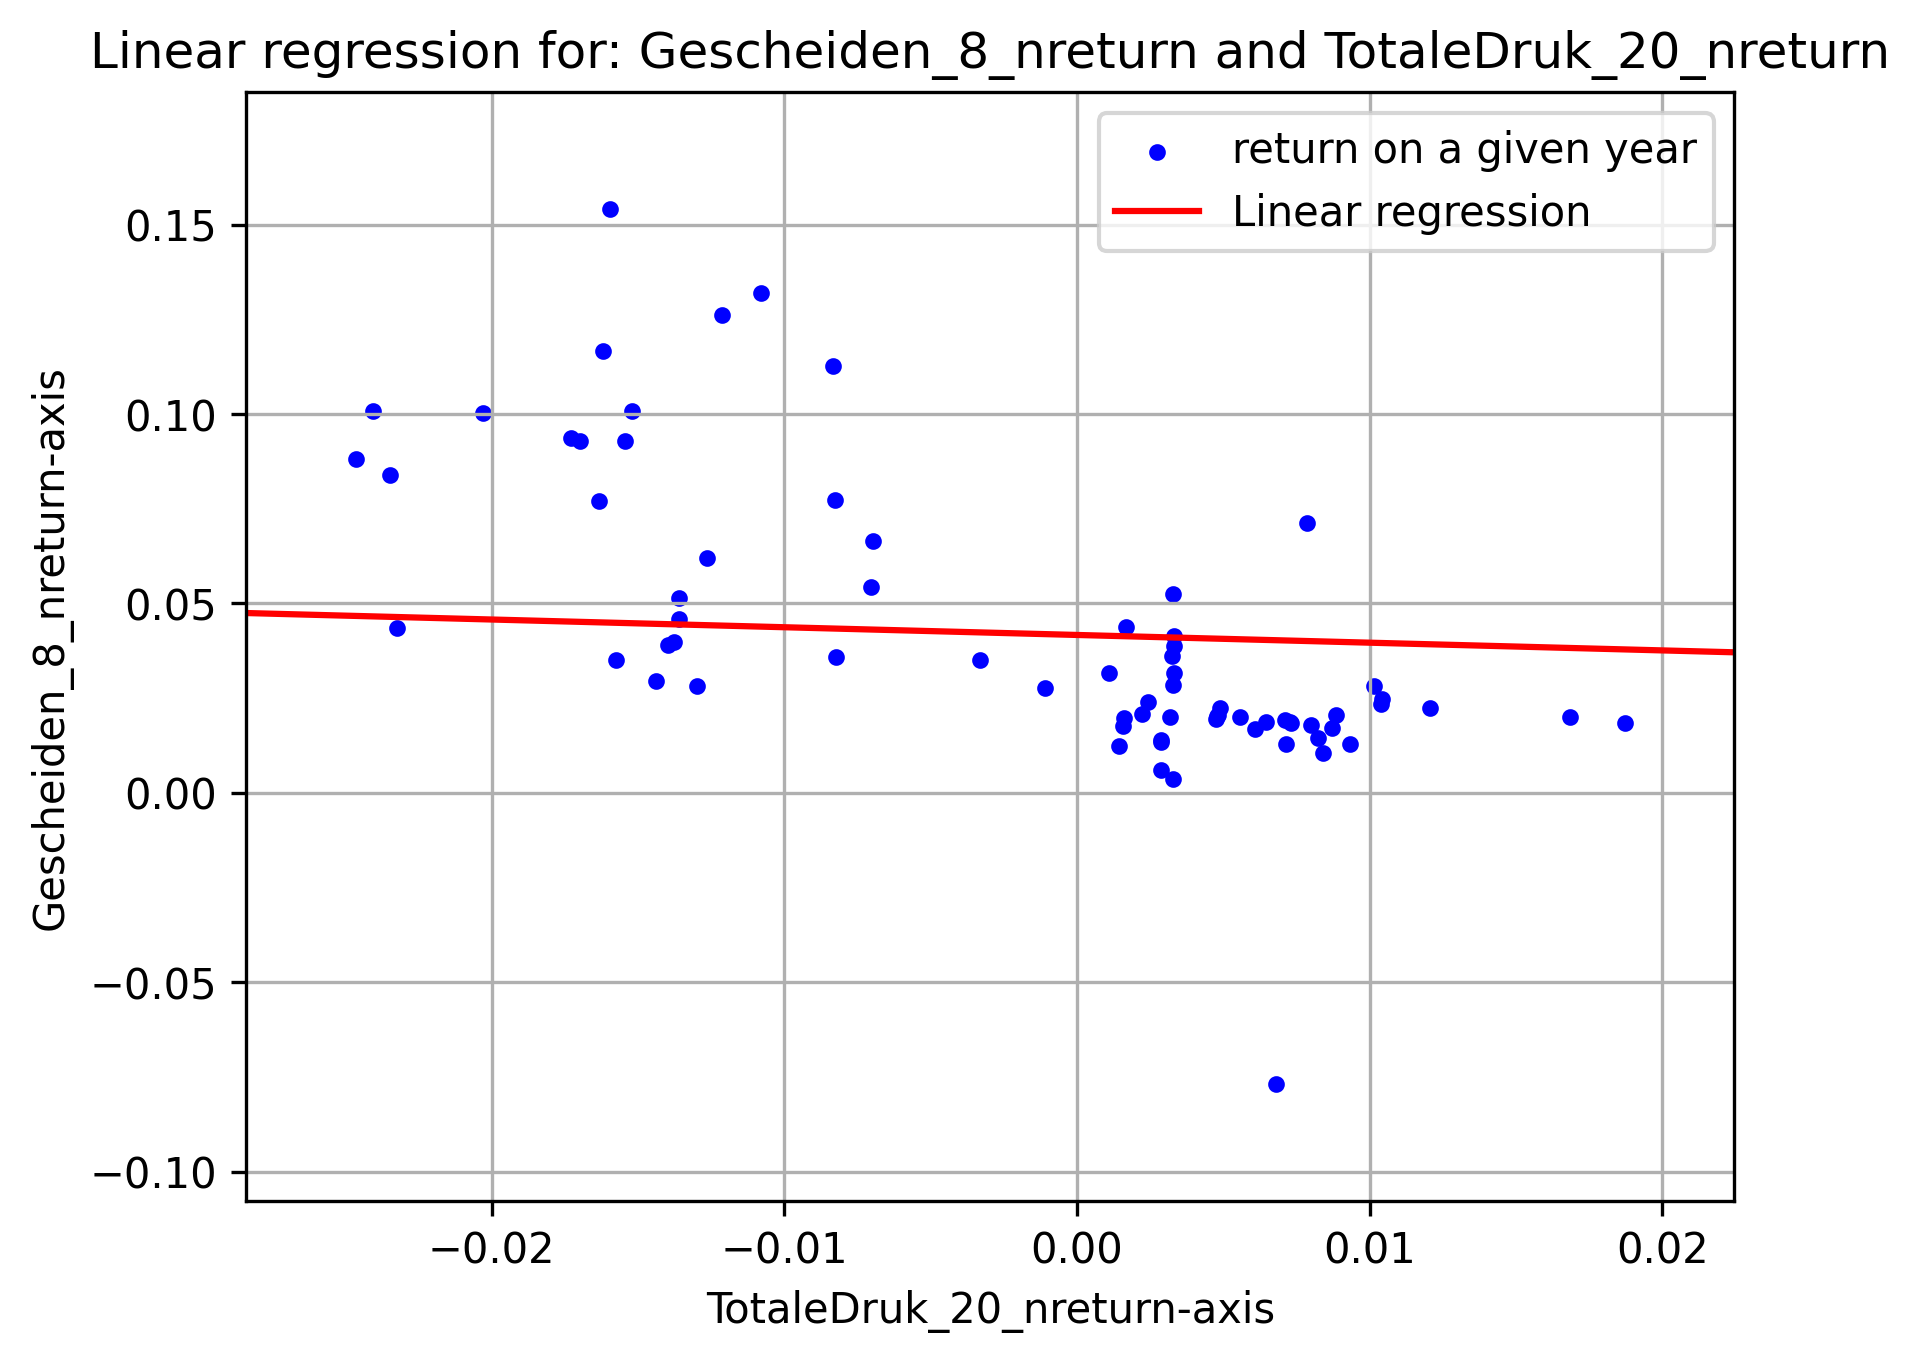 Linear regression for: Gescheiden_8_nreturn and TotaleDruk_20_nreturn
return on a given year
Linear regression
0.15
0.10
0.05
0.00
−0.05
−0.10
Gescheiden_8_nreturn-axis
−0.02 −0.01 0.00 0.01 0.02
TotaleDruk_20_nreturn-axis